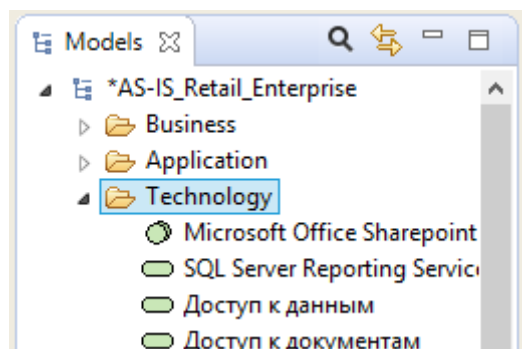 Models
*AS-IS_Retail_Enterprise
Business
Application
Technology
Microsoft Office Sharepoint
SQL Server Reporting Servic
Доступ к данным
Доступ к документам